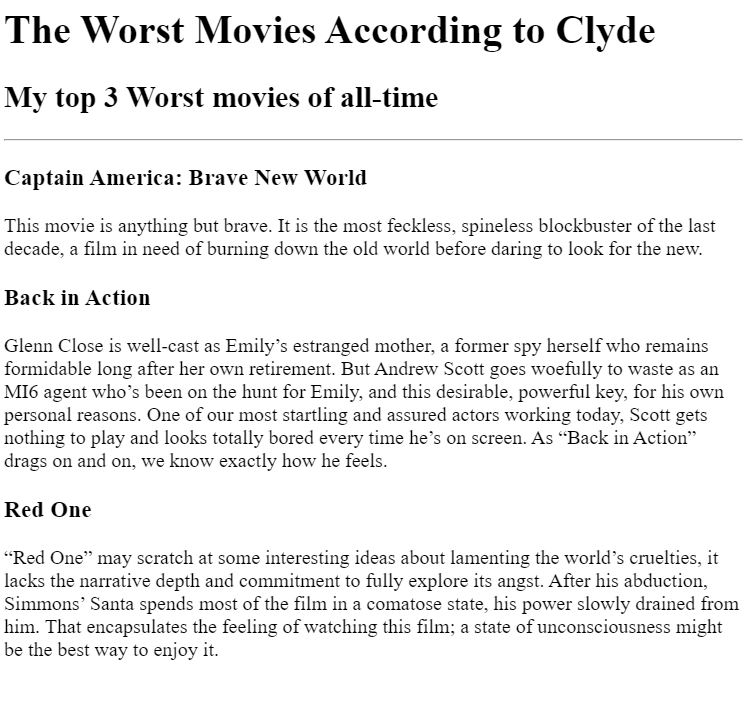 The Worst Movies According to Clyde
My top 3 Worst movies of all-time
Captain America: Brave New World
This movie is anything but brave. It is the most feckless, spineless blockbuster of the last
decade, a film in need of burning down the old world before daring to look for the new.
Back in Action
Glenn Close is well-cast as Emily’s estranged mother, a former spy herself who remains
formidable long after her own retirement. But Andrew Scott goes woefully to waste as an
MI6 agent who’s been on the hunt for Emily, and this desirable, powerful key, for his own
personal reasons. One of our most startling and assured actors working today, Scott gets
nothing to play and looks totally bored every time he’s on screen. As “Back in Action”
drags on and on, we know exactly how he feels.
Red One
“Red One” may scratch at some interesting ideas about lamenting the world’s cruelties, it
lacks the narrative depth and commitment to fully explore its angst. After his abduction,
Simmons’ Santa spends most of the film in a comatose state, his power slowly drained from
him. That encapsulates the feeling of watching this film; a state of unconsciousness might
be the best way to enjoy it.